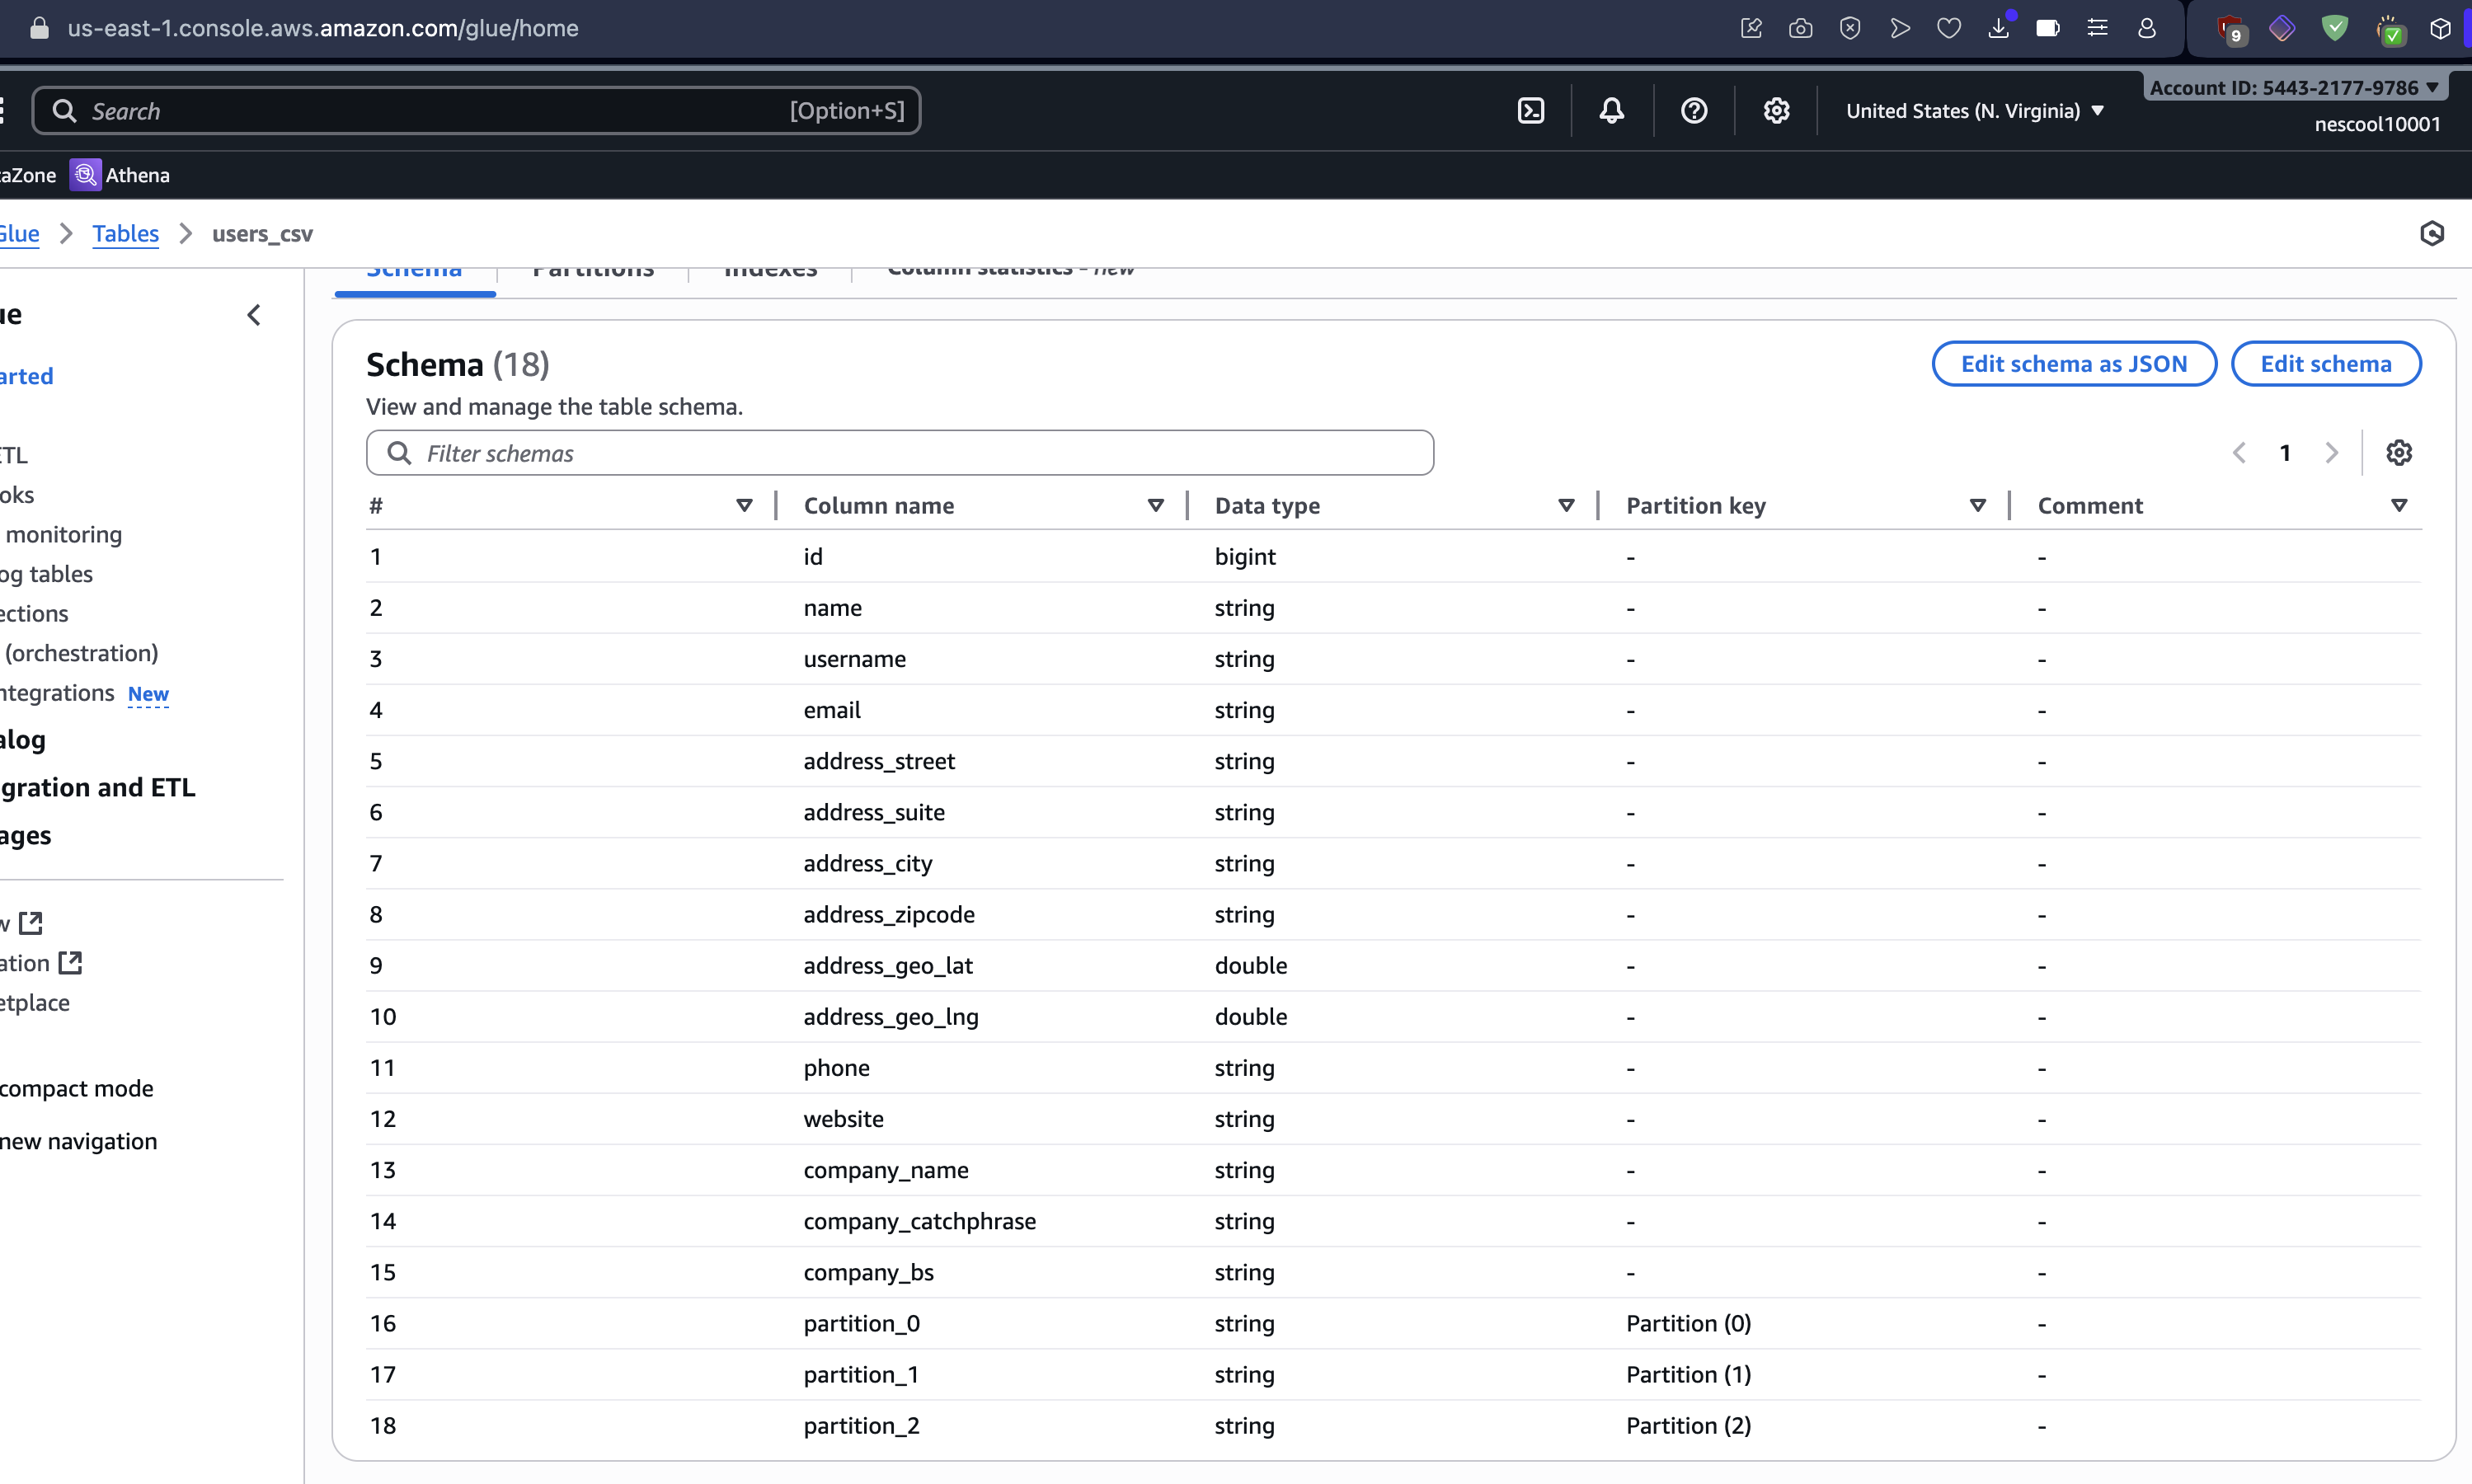 us-east-1.console.aws.amazon.com/glue/home
9
Search [Option+S]
United States (N. Virginia)
Account ID: 5443-2177-9786
nescool10001
aZone Athena
Glue Tables users_csv
Schema Partitions Indexes Column statistics - new
ue
arted
ETL
oks
monitoring
og tables
ections
(orchestration)
ntegrations New
alog
gration and ETL
ages
w
ation
etplace
compact mode
new navigation
Schema (18)
Edit schema as JSON Edit schema
View and manage the table schema.
Filter schemas
1
# Column name Data type Partition key Comment
1 id bigint - -
2 name string - -
3 username string - -
4 email string - -
5 address_street string - -
6 address_suite string - -
7 address_city string - -
8 address_zipcode string - -
9 address_geo_lat double - -
10 address_geo_lng double - -
11 phone string - -
12 website string - -
13 company_name string - -
14 company_catchphrase string - -
15 company_bs string - -
16 partition_0 string Partition (0) -
17 partition_1 string Partition (1) -
18 partition_2 string Partition (2) -